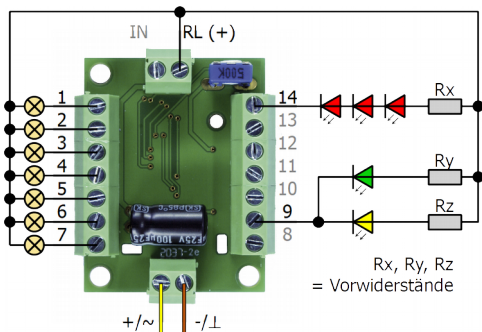 IN RL (+)
500K
1 14 Rx
2 13
3 12
4 11 Ry
5 10
6 9 Rz
7 8
Rx, Ry, Rz
= Vorwiderstände
+/~ -/⊥